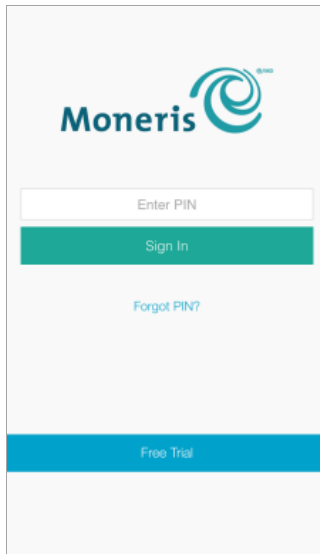 Moneris
Enter PIN
Sign In
Forgot PIN?
Free Trial